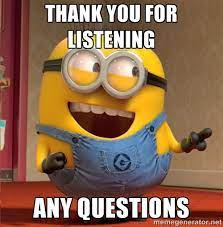 THANK YOU FOR
LISTENING
ANY QUESTIONS
memegenerator.net